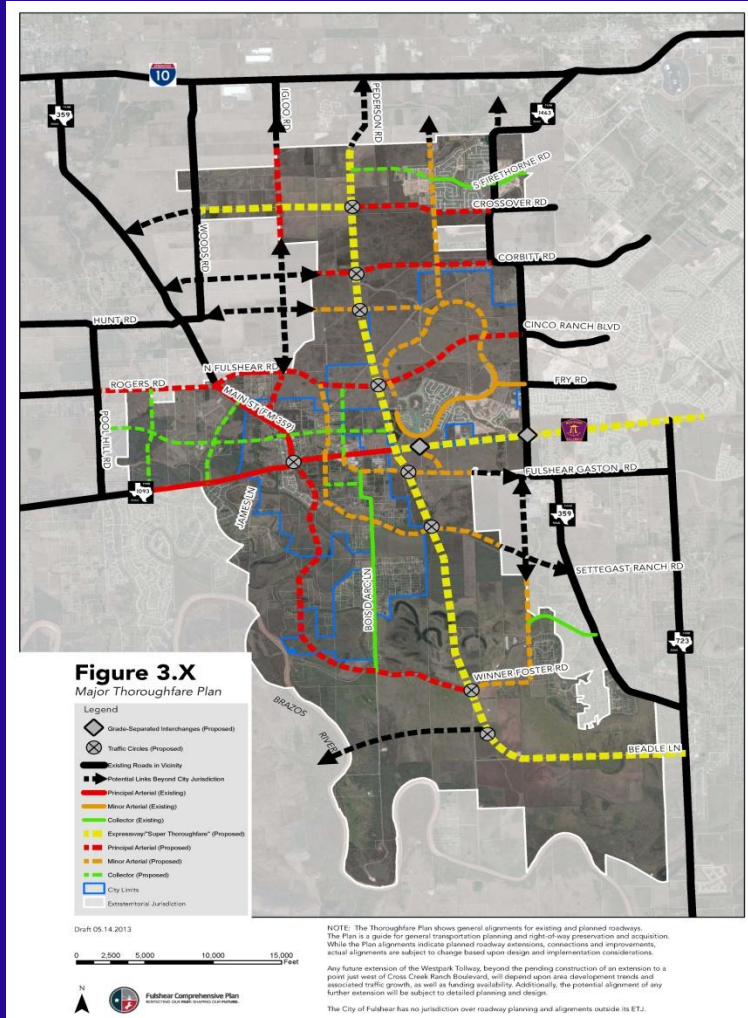 10
359
IGLOO RD
PEDERSON RD
1463
S FIRETHORNE RD
CROSSOVER RD
WOODS RD
CORBITT RD
HUNT RD
CINCO RANCH BLVD
N FULSHEAR RD
ROGERS RD
MAIN ST (FM 359)
FRY RD
POOL HILL RD
FULSHEAR GASTON RD
1093
JAMES LN
359
SETTEGAST RANCH RD
BOIS D'ARC LN
723
WINNER FOSTER RD
BRAZOS
RIVER
BEADLE LN
Figure 3.X
Major Thoroughfare Plan
Legend
Grade-Separated Interchanges (Proposed)
Traffic Circles (Proposed)
Existing Roads in Vicinity
Potential Links Beyond City Jurisdiction
Principal Arterial (Existing)
Minor Arterial (Existing)
Collector (Existing)
Expressway/"Super Thoroughfare" (Proposed)
Principal Arterial (Proposed)
Minor Arterial (Proposed)
Collector (Proposed)
City Limits
Extraterritorial Jurisdiction
Draft 05.14.2013
0 2,500 5,000 10,000 15,000
Feet
N
Fulshear Comprehensive Plan
RESPECTING OUR PAST. SHAPING OUR FUTURE.
NOTE: The Thoroughfare Plan shows general alignments for existing and planned roadways.
The Plan is a guide for general transportation planning and right-of-way preservation and acquisition.
While the Plan alignments indicate planned roadway extensions, connections and improvements,
actual alignments are subject to change based upon design and implementation considerations.
Any future extension of the Westpark Tollway, beyond the pending construction of an extension to a
point just west of Cross Creek Ranch Boulevard, will depend upon area development trends and
associated traffic growth, as well as funding availability. Additionally, the potential alignment of any
further extension will be subject to detailed planning and design.
The City of Fulshear has no jurisdiction over roadway planning and alignments outside its ETJ.